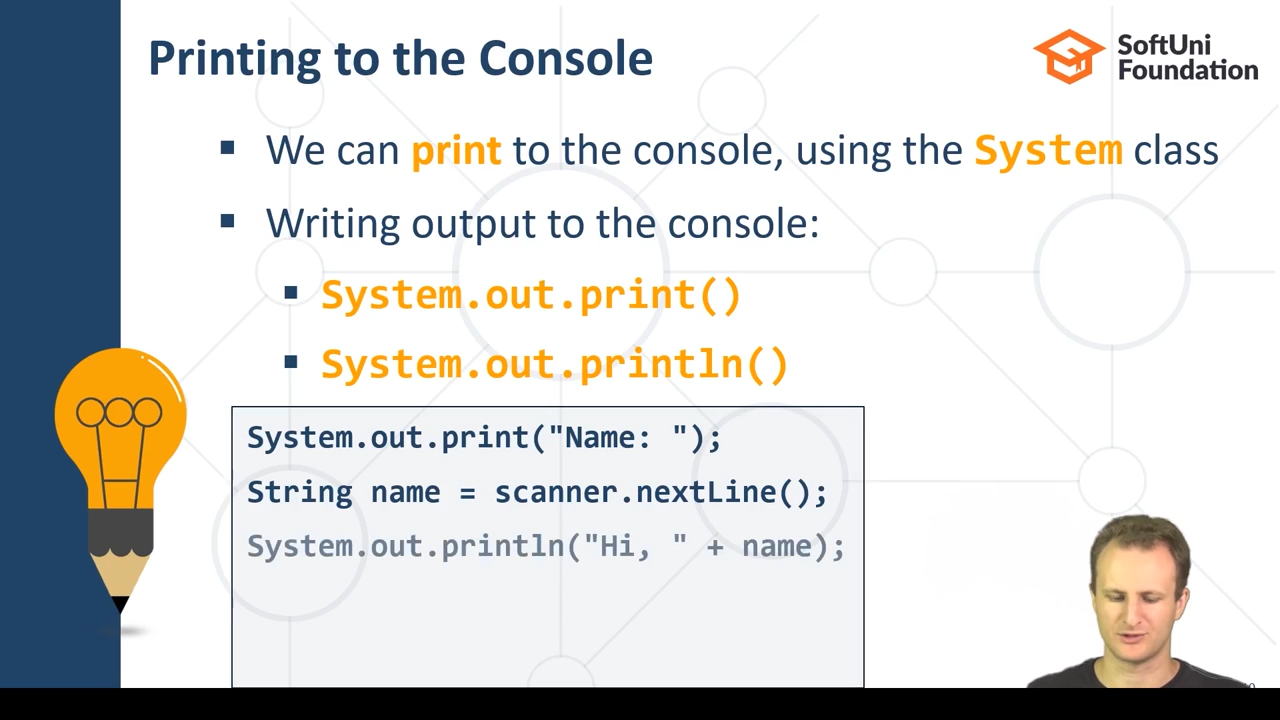 Printing to the Console
SoftUni
Foundation
We can print to the console, using the System class
Writing output to the console:
System.out.print()
System.out.println()
System.out.print("Name: ");
String name = scanner.nextLine();
System.out.println("Hi, " + name);